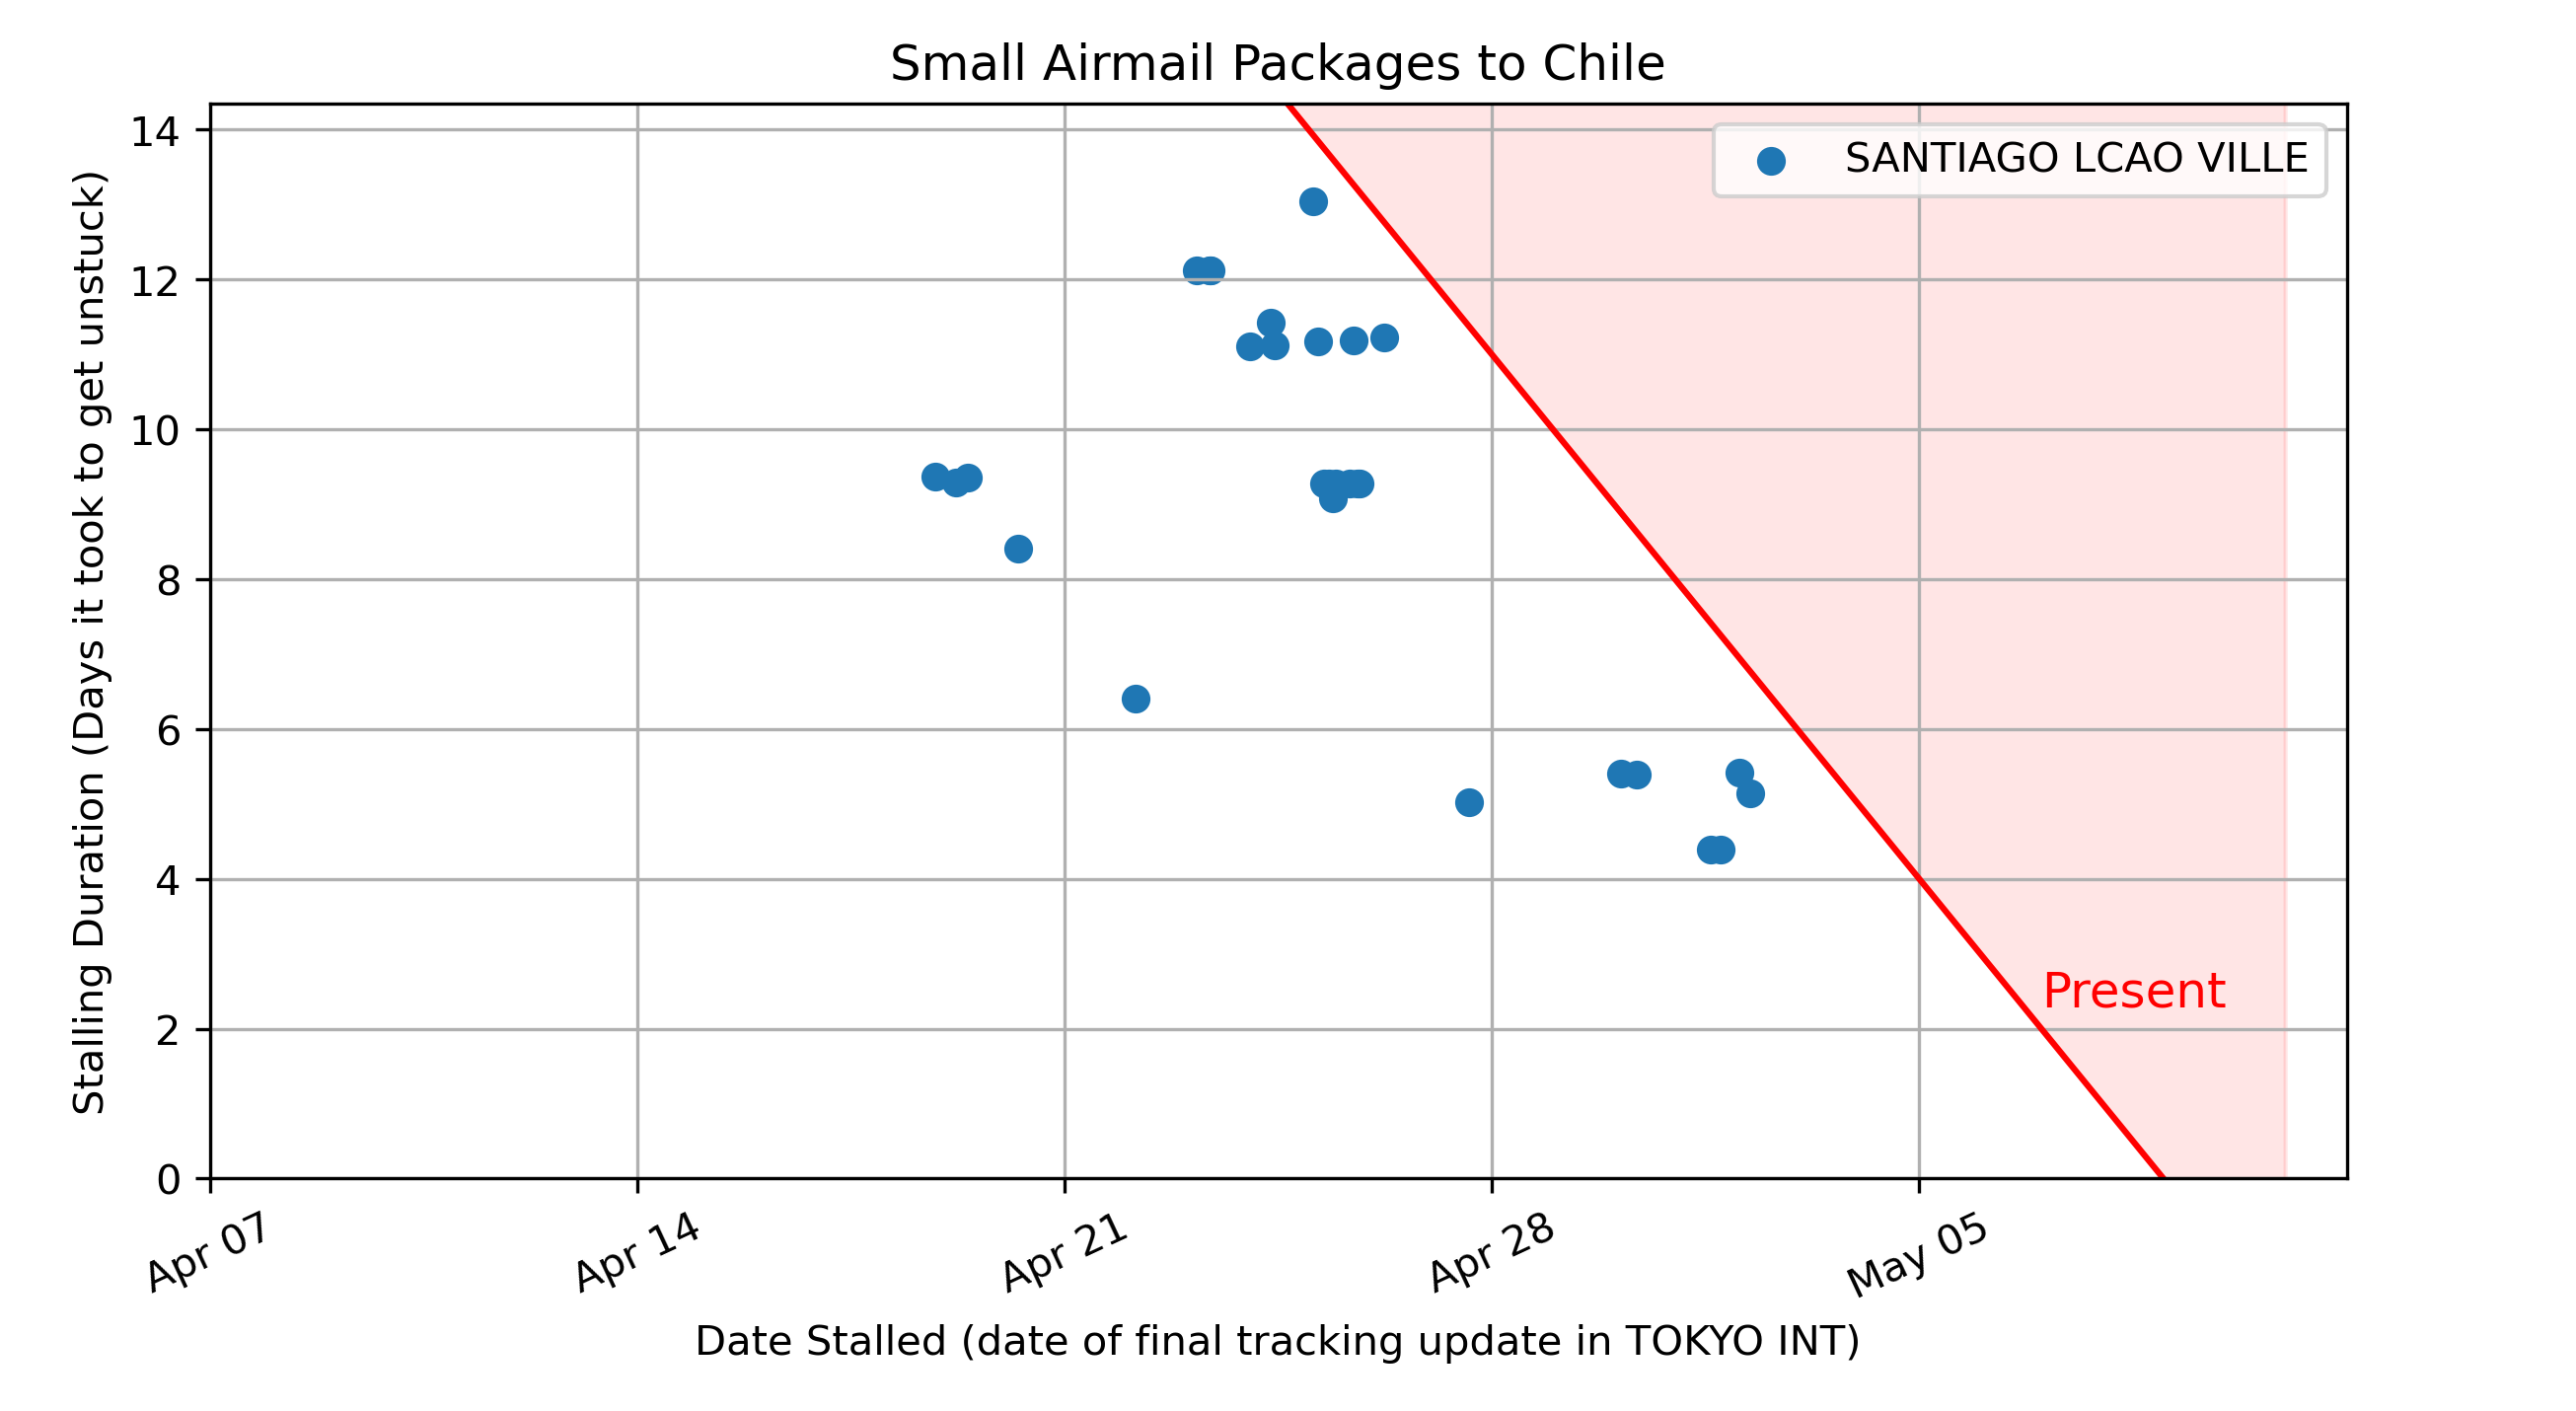 Small Airmail Packages to Chile
SANTIAGO LCAO VILLE
Stalling Duration (Days it took to get unstuck)
14
12
10
8
6
4
2
0
Present
Apr 07
Apr 14
Apr 21
Apr 28
May 05
Date Stalled (date of final tracking update in TOKYO INT)